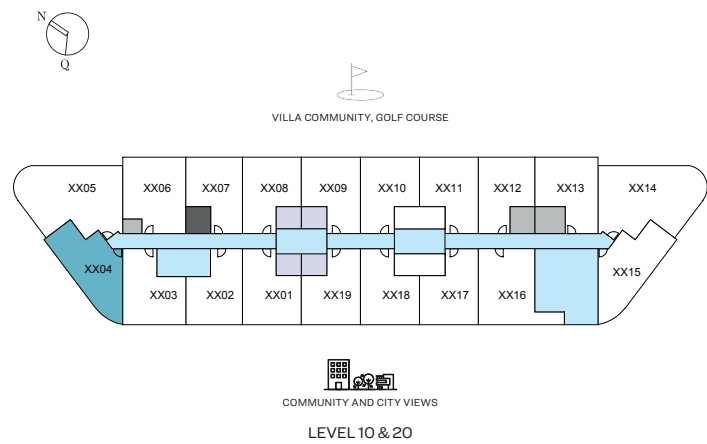 N
Q
VILLA COMMUNITY, GOLF COURSE
XX05 XX06 XX07 XX08 XX09 XX10 XX11 XX12 XX13 XX14
XX04 XX15
XX03 XX02 XX01 XX19 XX18 XX17 XX16
COMMUNITY AND CITY VIEWS
LEVEL 10 & 20